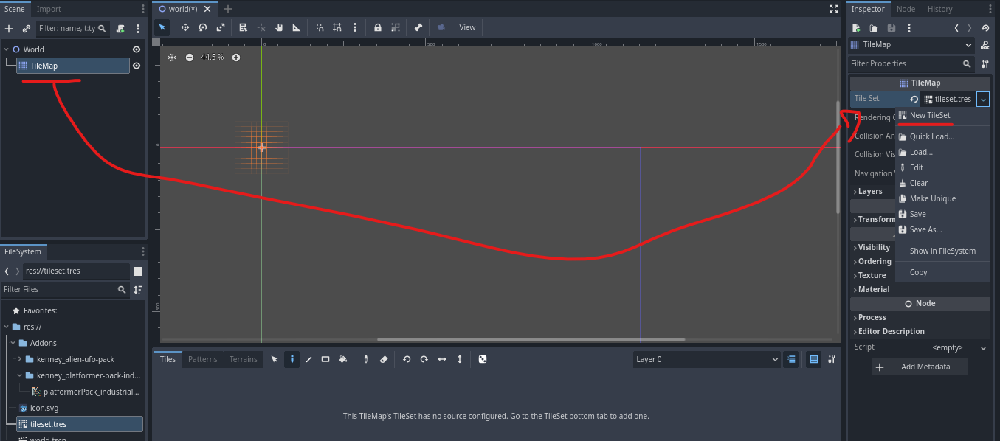 Scene Import
Filter: name, t:ty
World
TileMap
FileSystem
res://tileset.tres
Filter Files
Favorites:
res://
Addons
kenney_alien-ufo-pack
kenney_platformer-pack-ind...
platformerPack_industrial...
icon.svg
tileset.tres
world.tscn
world(*)
View
44.5 %
0 500 1000 1500
0
500
Tiles Patterns Terrains
Layer 0
This TileMap's TileSet has no source configured. Go to the TileSet bottom tab to add one.
Inspector Node History
TileMap
DOC
Filter Properties
TileMap
Tile Set tileset.tres
New TileSet
Quick Load...
Load...
Edit
Clear
Make Unique
Save
Save As...
Show in FileSystem
Copy
Rendering
Collision An
Collision Vis
Navigation
Layers
Transform
Visibility
Ordering
Texture
Material
Node
Process
Editor Description
Script <empty>
Add Metadata